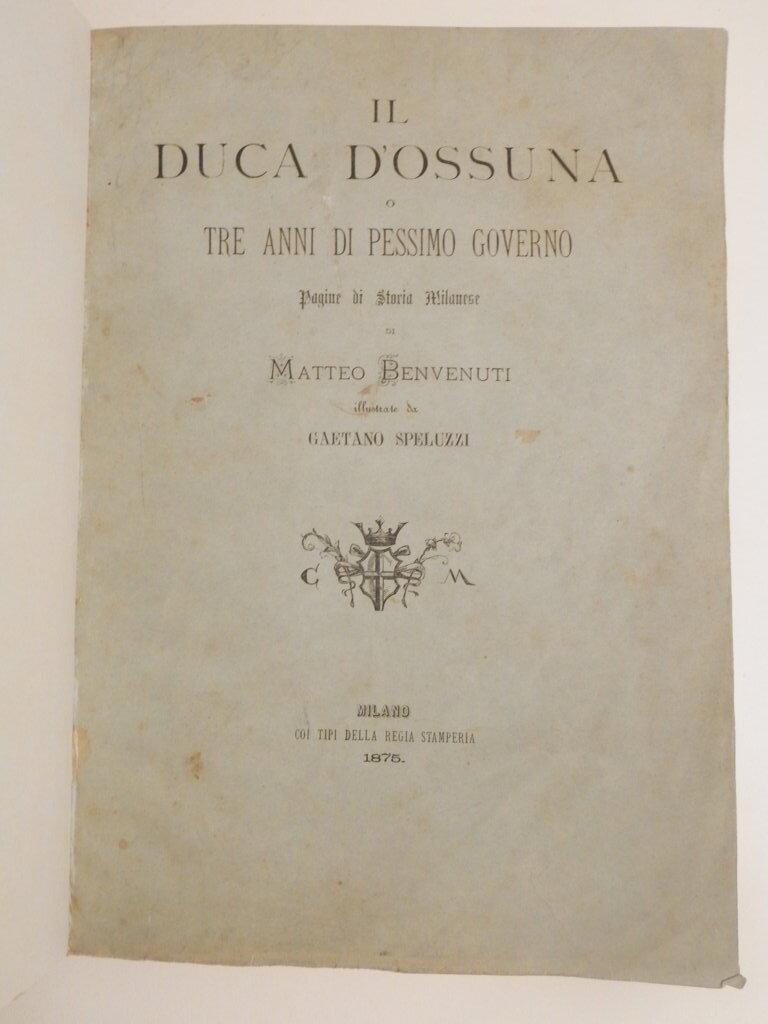 IL
DUCA D'OSSUNA
O
TRE ANNI DI PESSIMO GOVERNO
Pagine di Storia Milanese
DI
MATTEO BENVENUTI
illustrate da
GAETANO SPELUZZI
C M
MILANO
COI TIPI DELLA REGIA STAMPERIA
1875.